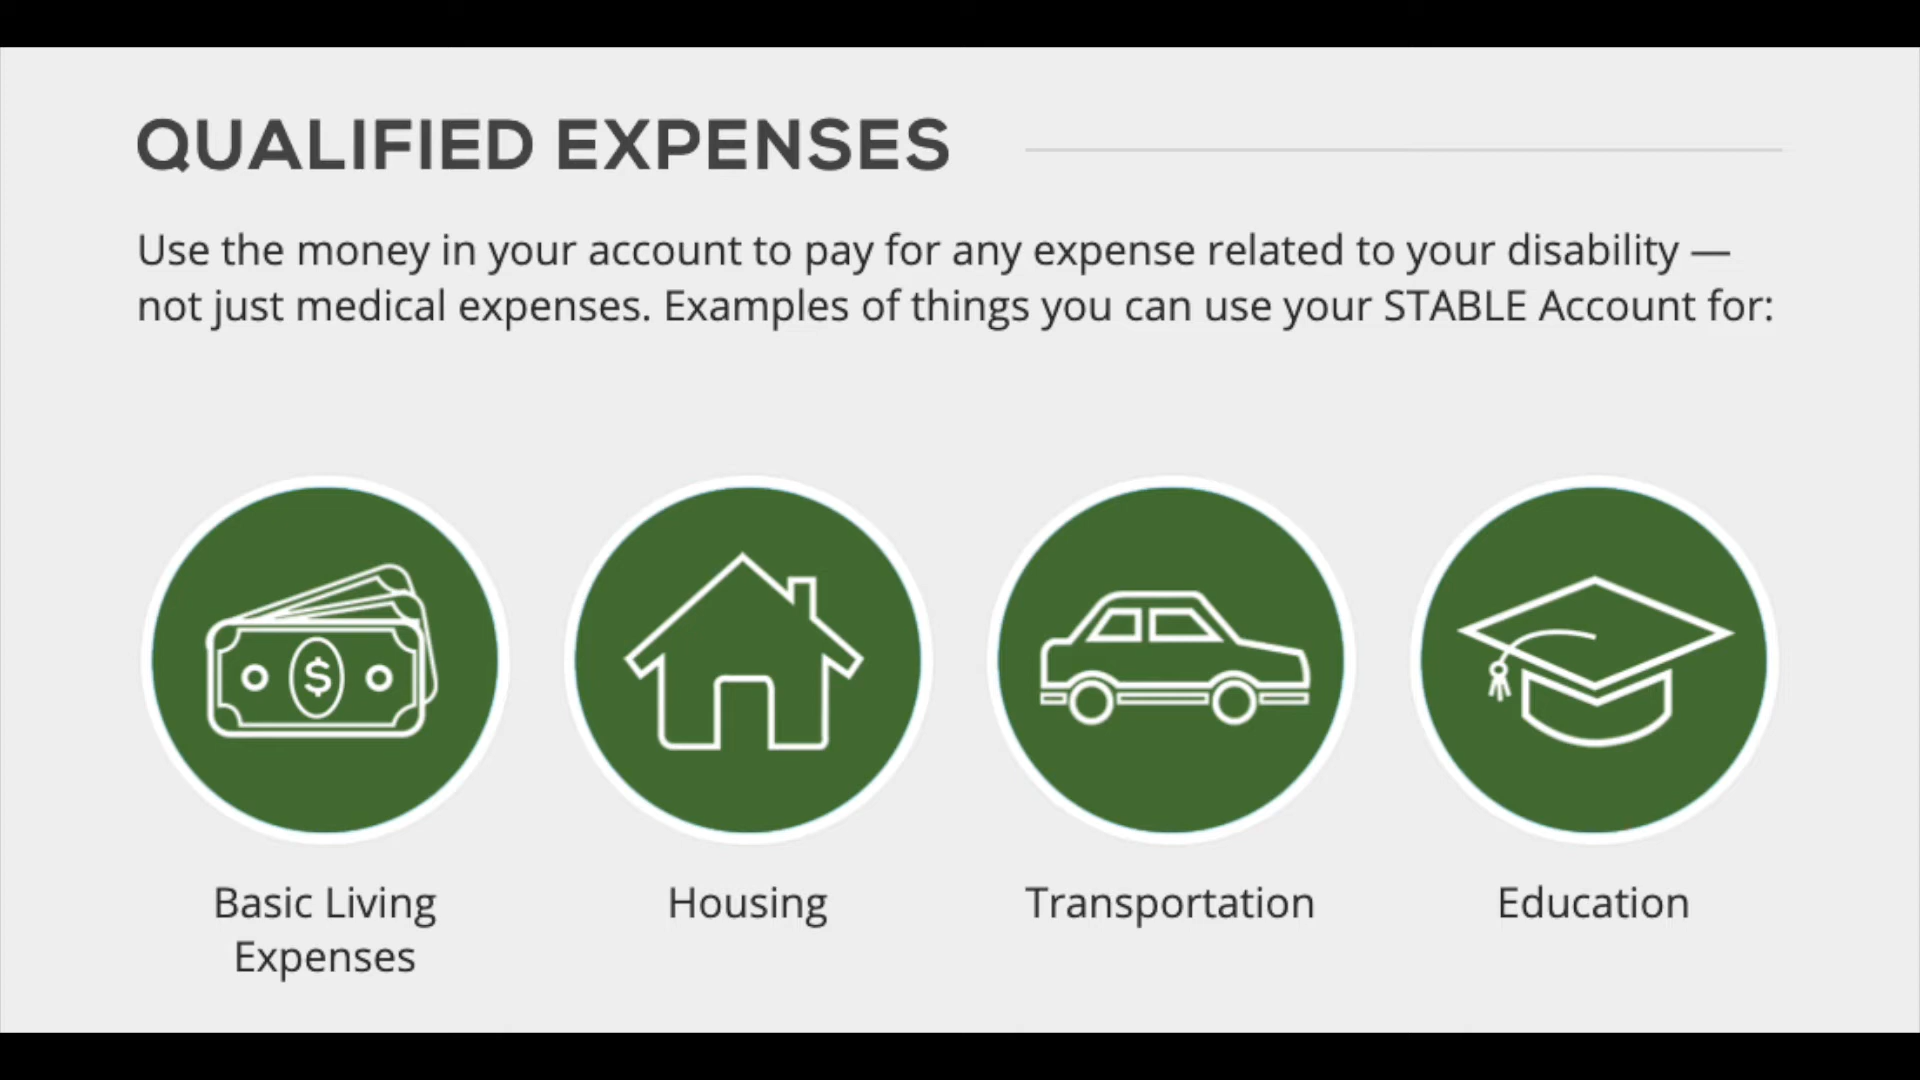 QUALIFIED EXPENSES
Use the money in your account to pay for any expense related to your disability —
not just medical expenses. Examples of things you can use your STABLE Account for:
$
Basic Living
Expenses
Housing
Transportation
Education